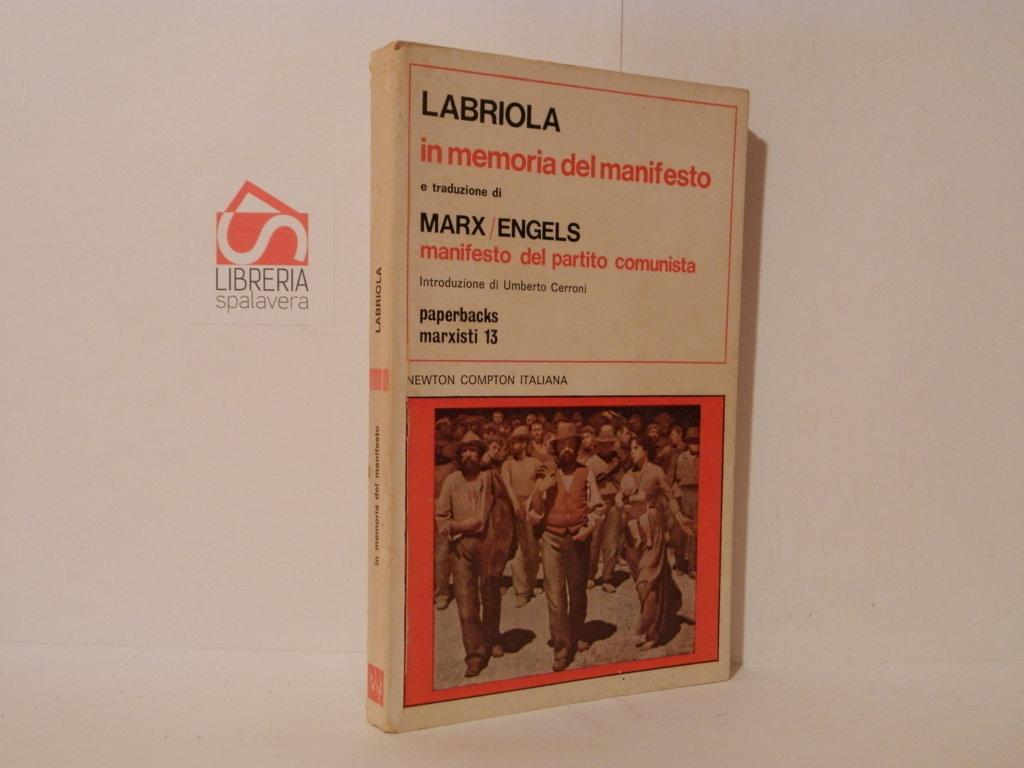 LIBRERIA
spalavera
LABRIOLA
in memoria del manifesto
LABRIOLA
in memoria del manifesto
e traduzione di
MARX/ENGELS
manifesto del partito comunista
Introduzione di Umberto Cerroni
paperbacks
marxisti 13
NEWTON COMPTON ITALIANA